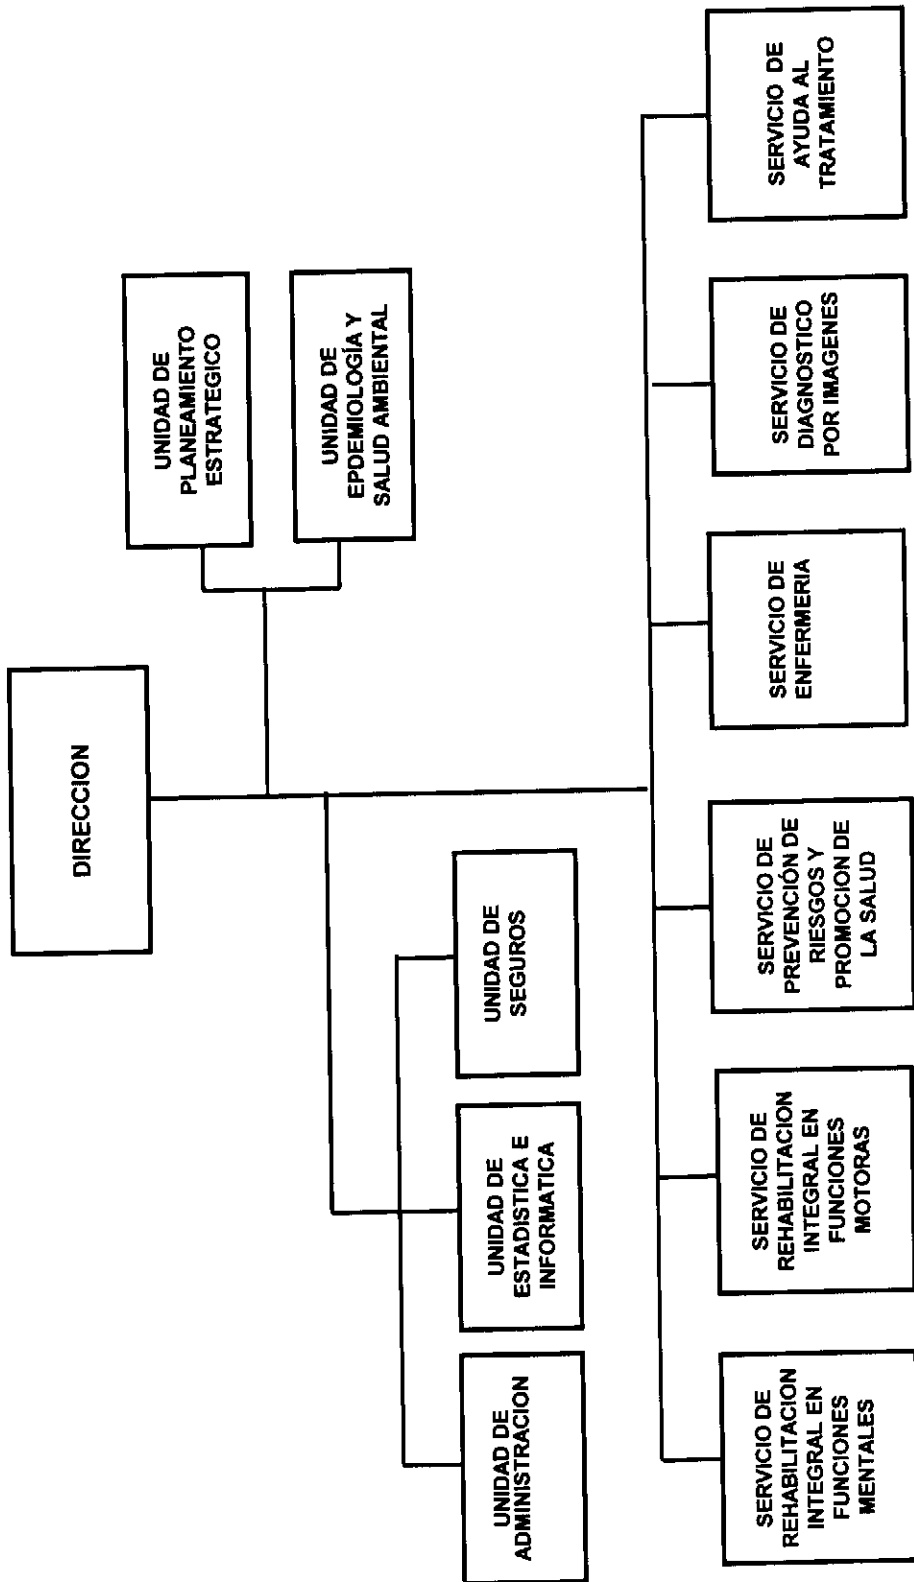 DIRECCION
UNIDAD DE
PLANEAMIENTO
ESTRATEGICO
UNIDAD DE
EPDEMIOLOGÍA Y
SALUD AMBIENTAL
UNIDAD DE
ADMINISTRACION
UNIDAD DE
ESTADISTICA E
INFORMATICA
UNIDAD DE
SEGUROS
SERVICIO DE
REHABILITACION
INTEGRAL EN
FUNCIONES
MENTALES
SERVICIO DE
REHABILITACION
INTEGRAL EN
FUNCIONES
MOTORAS
SERVICIO DE
PREVENCIÓN DE
RIESGOS Y
PROMOCION DE
LA SALUD
SERVICIO DE
ENFERMERIA
SERVICIO DE
DIAGNOSTICO
POR IMAGENES
SERVICIO DE
AYUDA AL
TRATAMIENTO